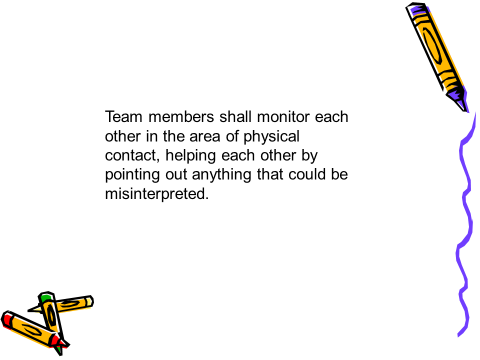 Team members shall monitor each
other in the area of physical
contact, helping each other by
pointing out anything that could be
misinterpreted.